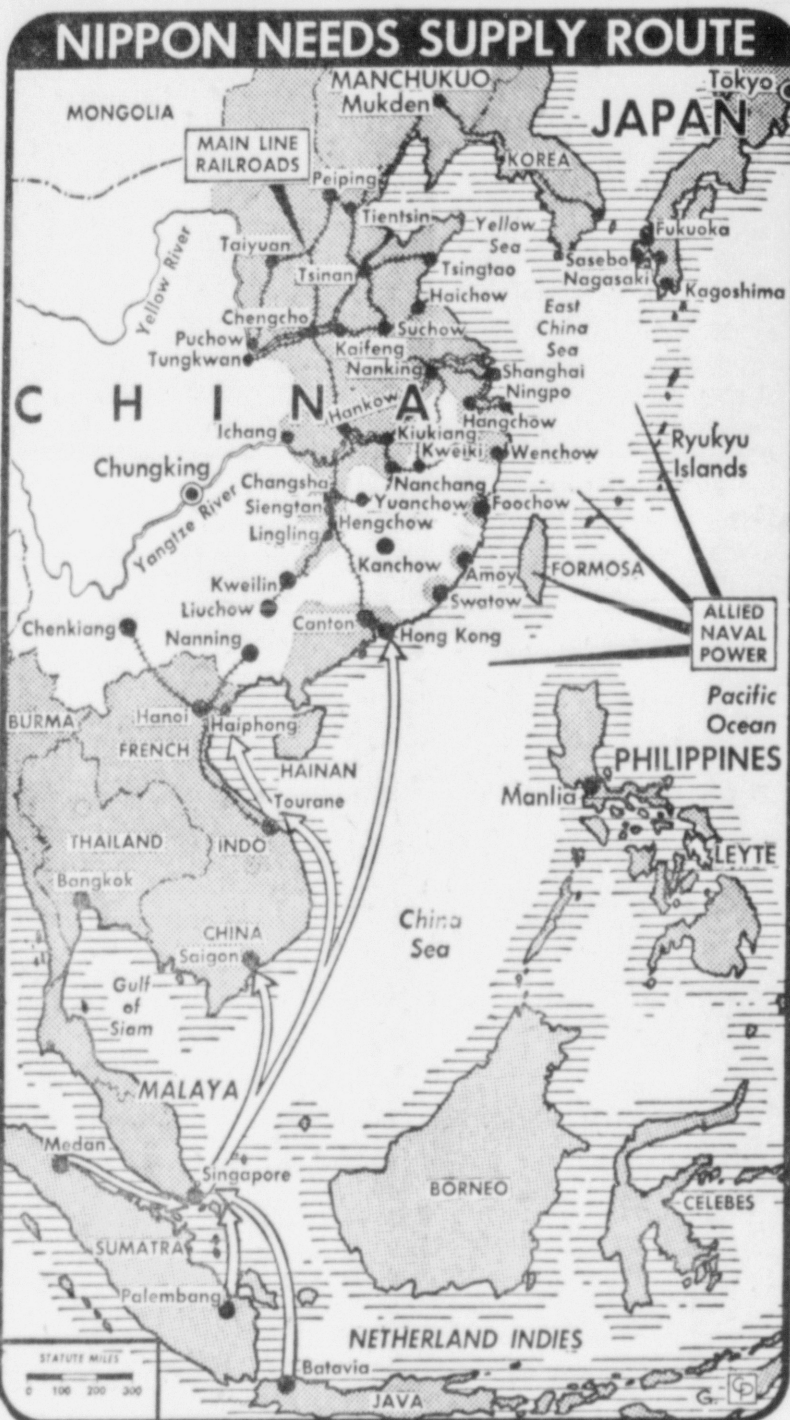 NIPPON NEEDS SUPPLY ROUTE
MANCHUKUO
Mukden
Tokyo
MONGOLIA
JAPAN
MAIN LINE
RAILROADS
KOREA
Peiping
Tientsin
Yellow
Sea
Fukuoka
Yellow River
Taiyuan
Tsinan
Tsingtao
Sasebo
Nagasaki
Kagoshima
Haichow
East
China
Sea
Chengcho
Puchow
Tungkwan
Kaifeng
Suchow
Nanking
Shanghai
Ningpo
CHINA
Hankow
Hangchow
Ichang
Kiukiang
Kweiki
Wenchow
Ryukyu
Islands
Chungking
Nanchang
Changsha
Siengtan
Yuanchow
Foochow
Yangtze River
Hengchow
Lingling
Kanchow
Amoy
FORMOSA
Kweilin
Liuchow
Swatow
ALLIED
NAVAL
POWER
Chenkiang
Nanning
Canton
Hong Kong
BURMA
Hanoi
Haiphong
Pacific
Ocean
FRENCH
HAINAN
PHILIPPINES
Manlia
Tourane
THAILAND
INDO
LEYTE
Bangkok
CHINA
Saigon
China
Sea
Gulf
of
Siam
MALAYA
Medan
Singapore
BORNEO
CELEBES
SUMATRA
Palembang
NETHERLAND INDIES
STATUTE MILES
0 100 200 300
Batavia
JAVA
G. CP